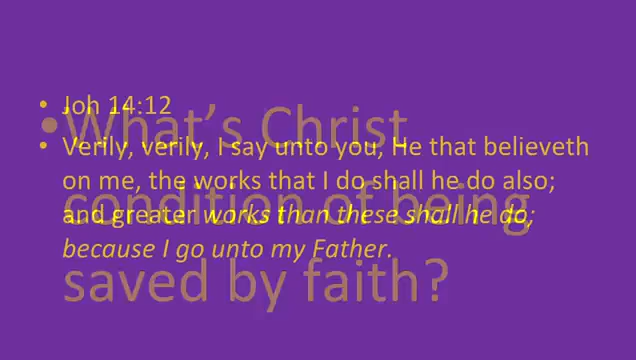 • Joh 14:12
• Verily, verily, I say unto you, He that believeth
on me, the works that I do shall he do also;
and greater works than these shall he do;
because I go unto my Father.
• What's Christ
condition of being
saved by faith?